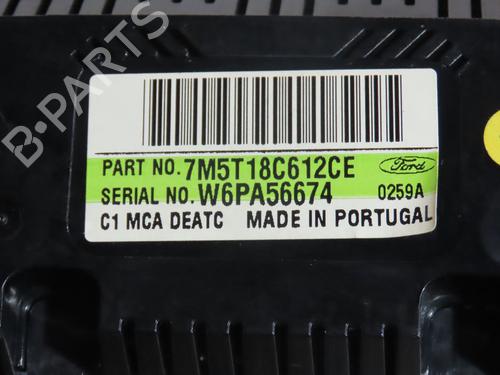 B-PARTS
PART NO. 7M5T18C612CE Ford
SERIAL NO. W6PA56674 0259A
C1 MCA DEATC MADE IN PORTUGAL